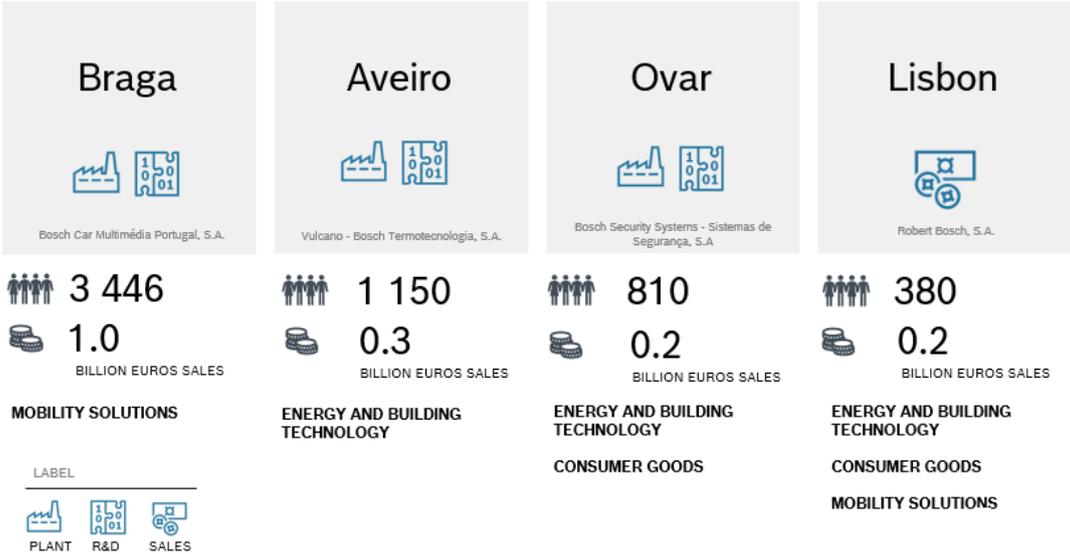 Braga
Bosch Car Multimédia Portugal, S.A.
3 446
1.0
BILLION EUROS SALES
MOBILITY SOLUTIONS
Aveiro
Vulcano - Bosch Termotecnologia, S.A.
1 150
0.3
BILLION EUROS SALES
ENERGY AND BUILDING
TECHNOLOGY
Ovar
Bosch Security Systems - Sistemas de
Segurança, S.A
810
0.2
BILLION EUROS SALES
ENERGY AND BUILDING
TECHNOLOGY
CONSUMER GOODS
Lisbon
Robert Bosch, S.A.
380
0.2
BILLION EUROS SALES
ENERGY AND BUILDING
TECHNOLOGY
CONSUMER GOODS
MOBILITY SOLUTIONS
LABEL
PLANT R&D SALES